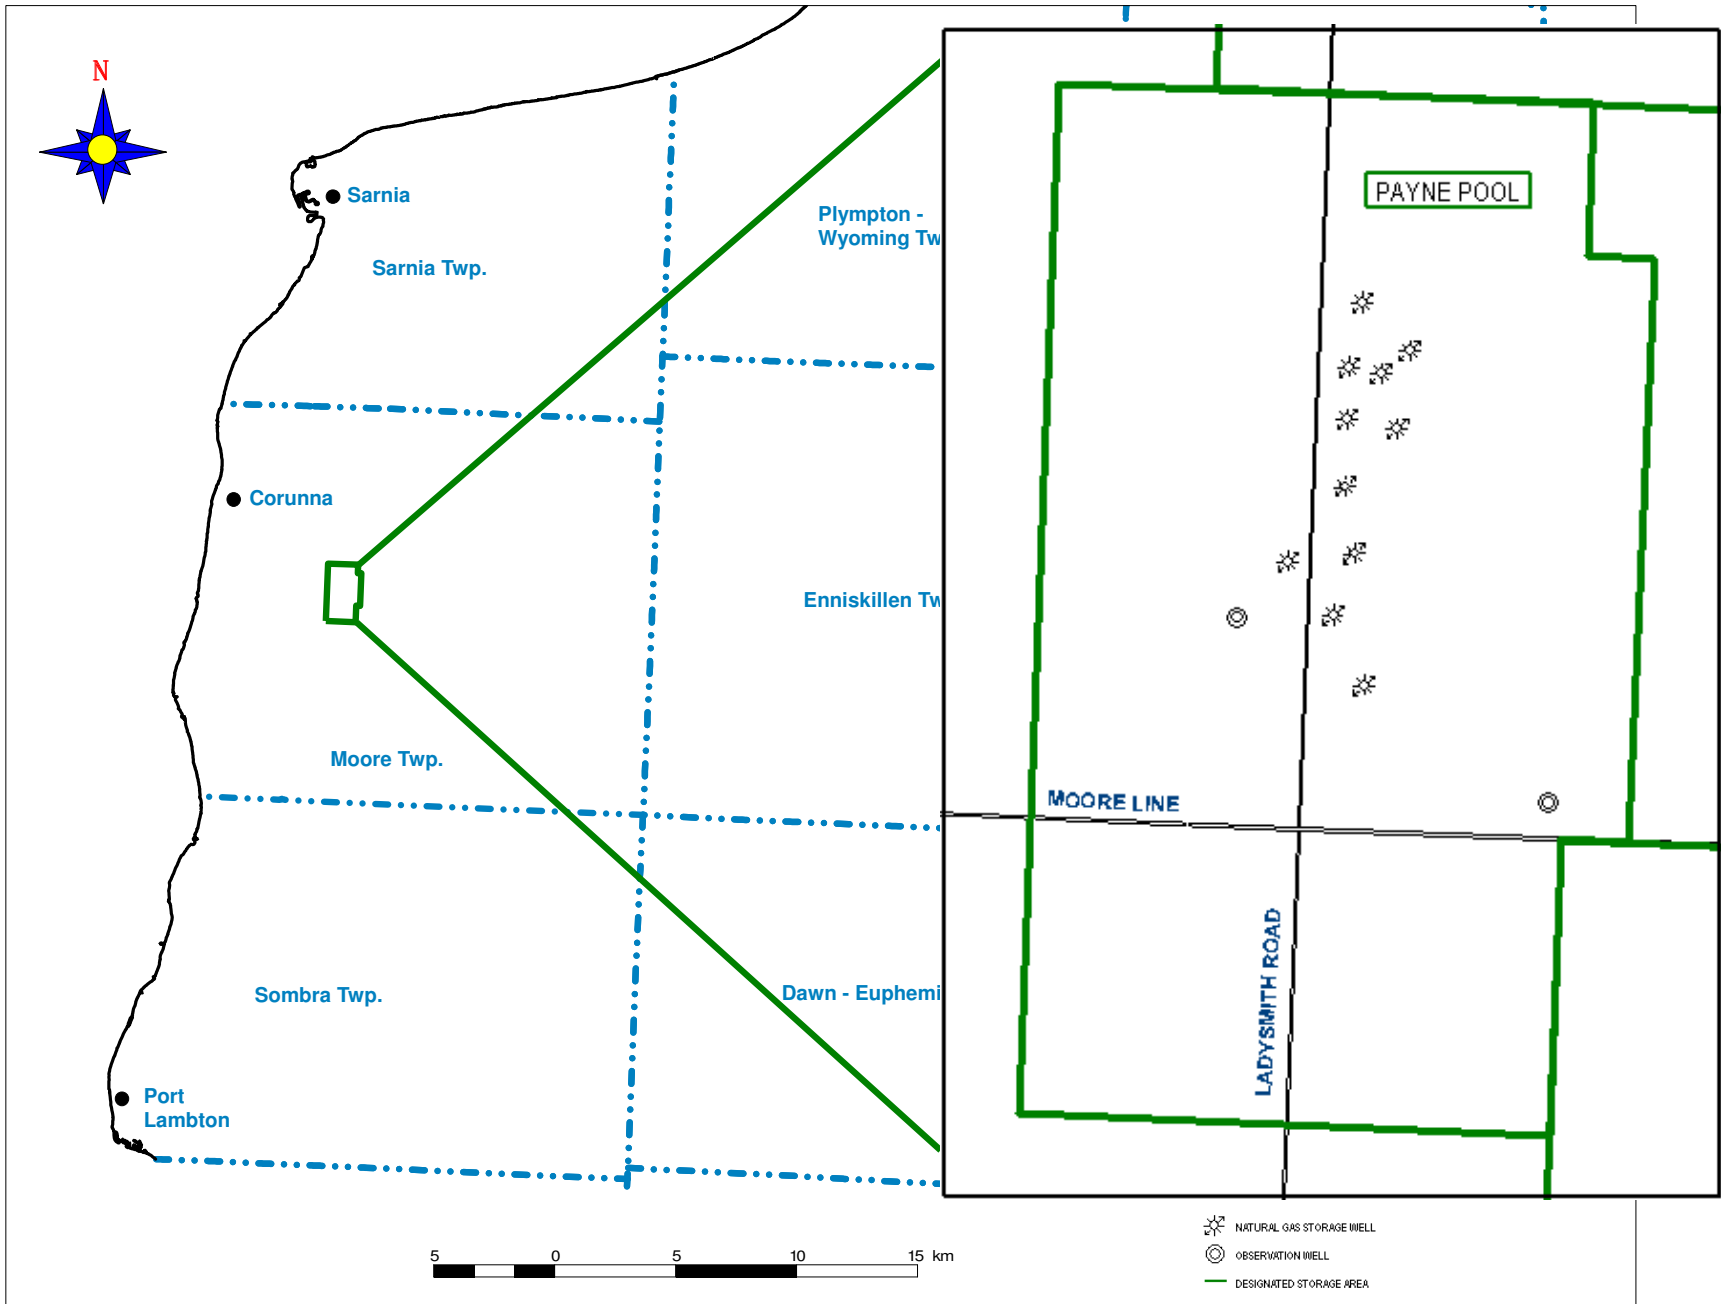 N
Sarnia
Sarnia Twp.
Plympton -
Wyoming Tw
PAYNE POOL
Corunna
Enniskillen Tw
Moore Twp.
MOORE LINE
LADYSMITH ROAD
Sombra Twp.
Dawn - Euphemi
Port
Lambton
NATURAL GAS STORAGE WELL
OBSERVATION WELL
DESIGNATED STORAGE AREA
5 0 5 10 15 km